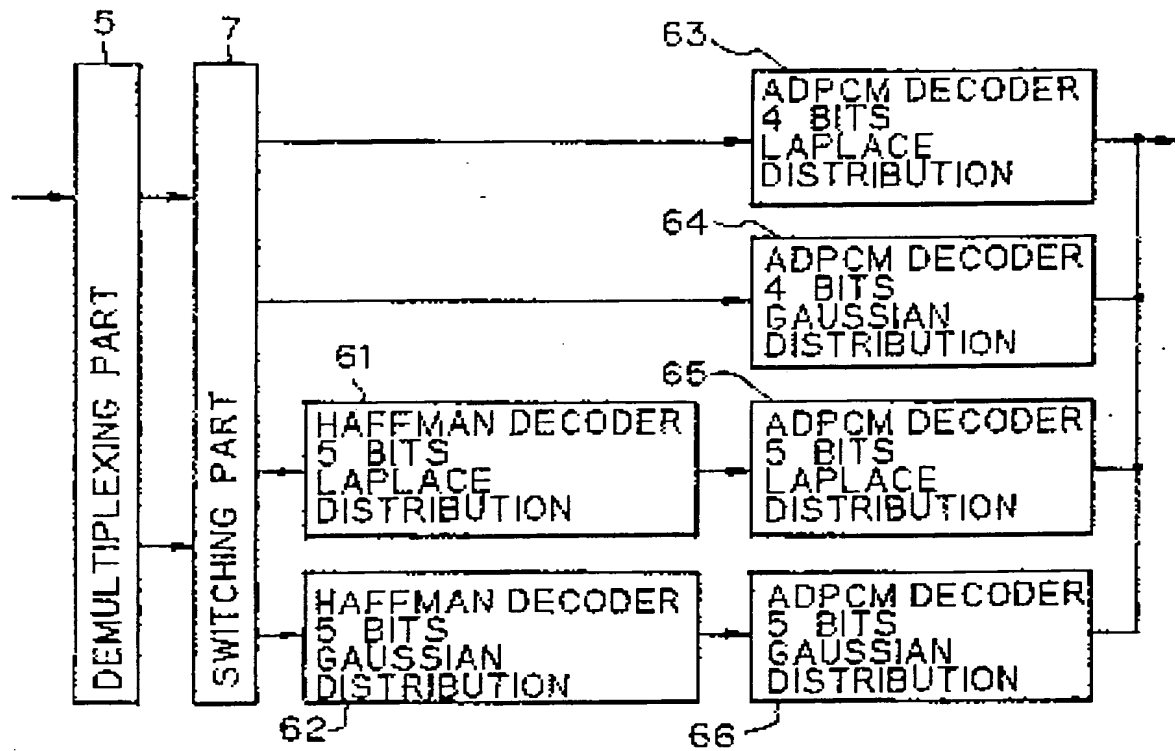 5
7
63
ADPCM DECODER
4 BITS
LAPLACE
DISTRIBUTION
64
ADPCM DECODER
4 BITS
GAUSSIAN
DISTRIBUTION
61
HAFFMAN DECODER
5 BITS
LAPLACE
DISTRIBUTION
65
ADPCM DECODER
5 BITS
LAPLACE
DISTRIBUTION
HAFFMAN DECODER
5 BITS
GAUSSIAN
DISTRIBUTION
62
ADPCM DECODER
5 BITS
GAUSSIAN
DISTRIBUTION
66
DEMULTIPLEXING PART
SWITCHING PART